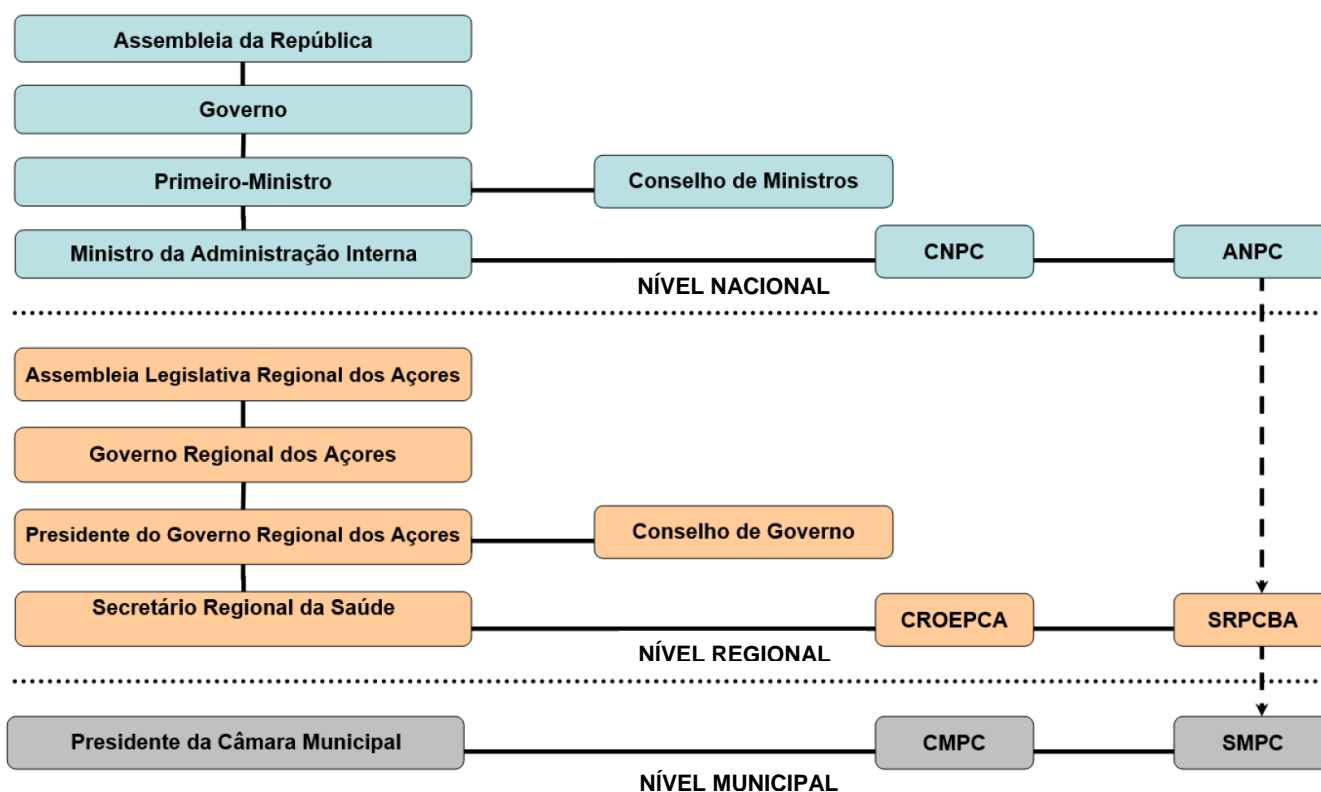 Assembleia da República
Governo
Primeiro-Ministro
Conselho de Ministros
Ministro da Administração Interna
CNPC
ANPC
NÍVEL NACIONAL
Assembleia Legislativa Regional dos Açores
Governo Regional dos Açores
Presidente do Governo Regional dos Açores
Conselho de Governo
Secretário Regional da Saúde
CROEPCA
SRPCBA
NÍVEL REGIONAL
Presidente da Câmara Municipal
CMPC
SMPC
NÍVEL MUNICIPAL